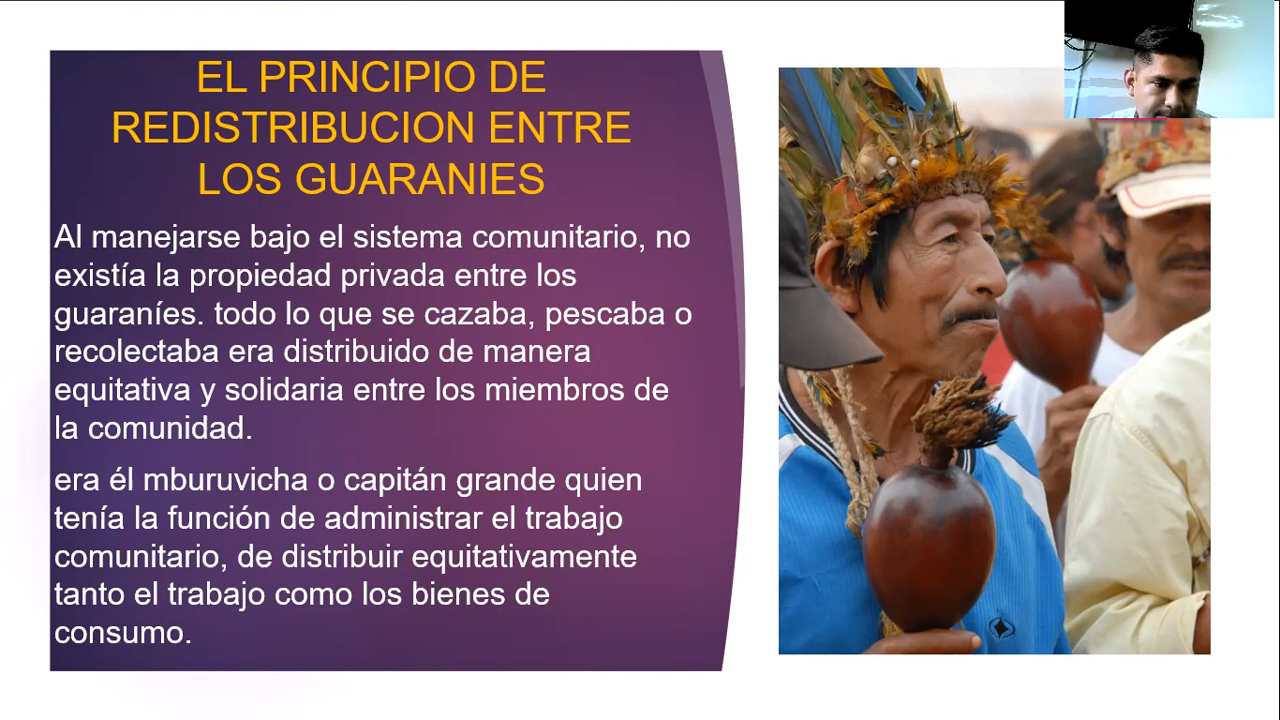 EL PRINCIPIO DE
REDISTRIBUCION ENTRE
LOS GUARANIES
Al manejarse bajo el sistema comunitario, no
existía la propiedad privada entre los
guaraníes. todo lo que se cazaba, pescaba o
recolectaba era distribuido de manera
equitativa y solidaria entre los miembros de
la comunidad.
era él mburuvicha o capitán grande quien
tenía la función de administrar el trabajo
comunitario, de distribuir equitativamente
tanto el trabajo como los bienes de
consumo.